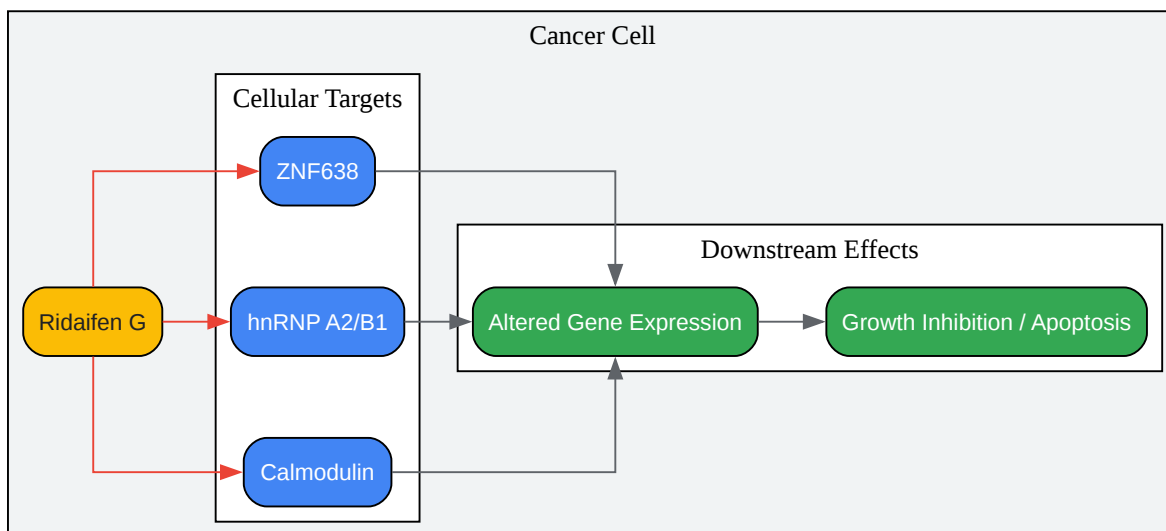 Cancer Cell
Cellular Targets
ZNF638
Downstream Effects
Ridaifen G
hnRNP A2/B1
Altered Gene Expression
Growth Inhibition / Apoptosis
Calmodulin